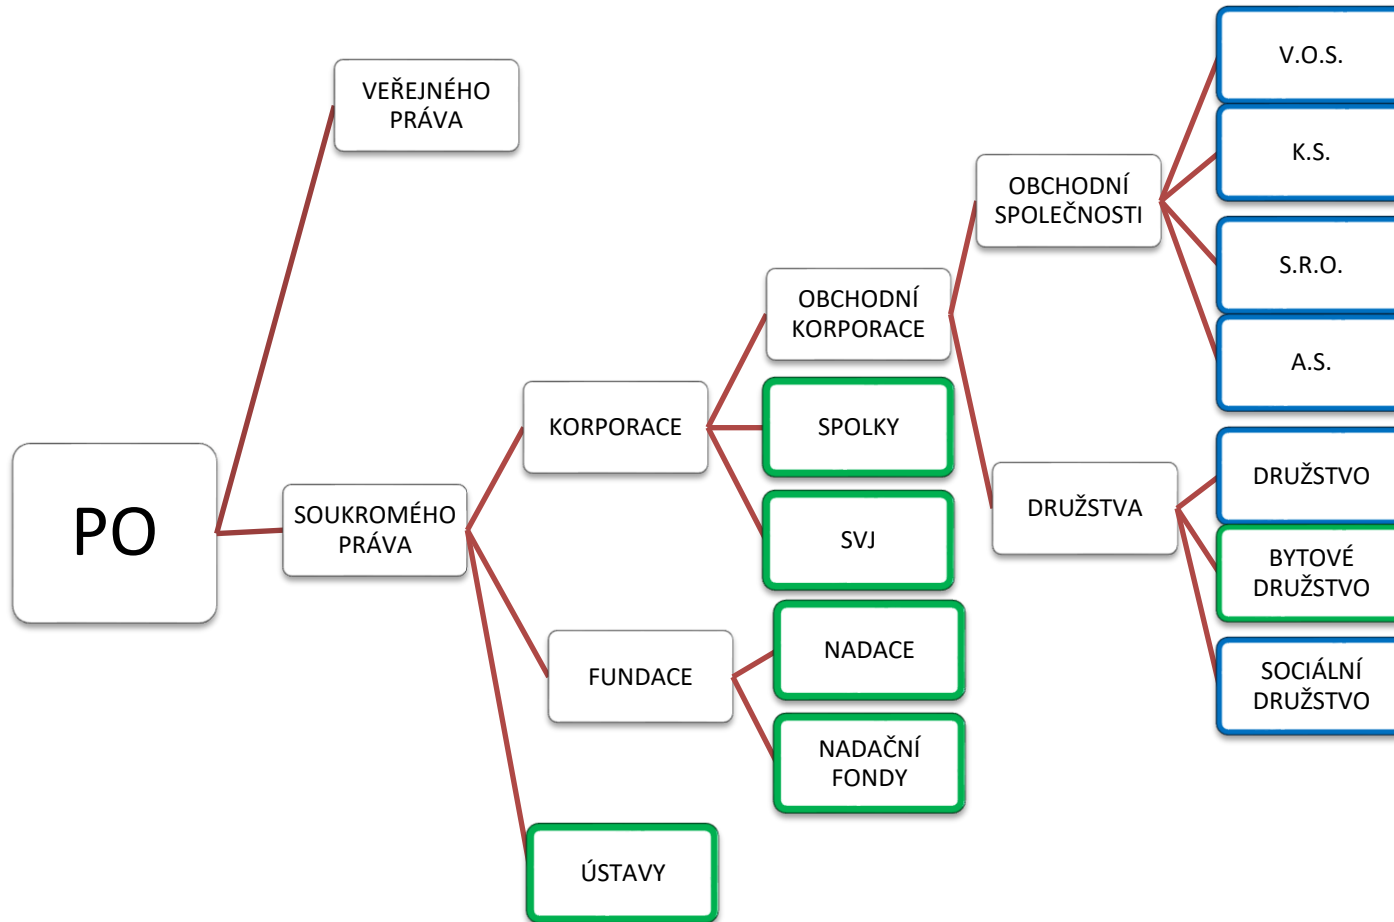 PO
VEŘEJNÉHO
PRÁVA
SOUKROMÉHO
PRÁVA
KORPORACE
FUNDACE
ÚSTAVY
OBCHODNÍ
KORPORACE
SPOLKY
SVJ
NADACE
NADAČNÍ
FONDY
OBCHODNÍ
SPOLEČNOSTI
DRUŽSTVA
V.O.S.
K.S.
S.R.O.
A.S.
DRUŽSTVO
BYTOVÉ
DRUŽSTVO
SOCIÁLNÍ
DRUŽSTVO